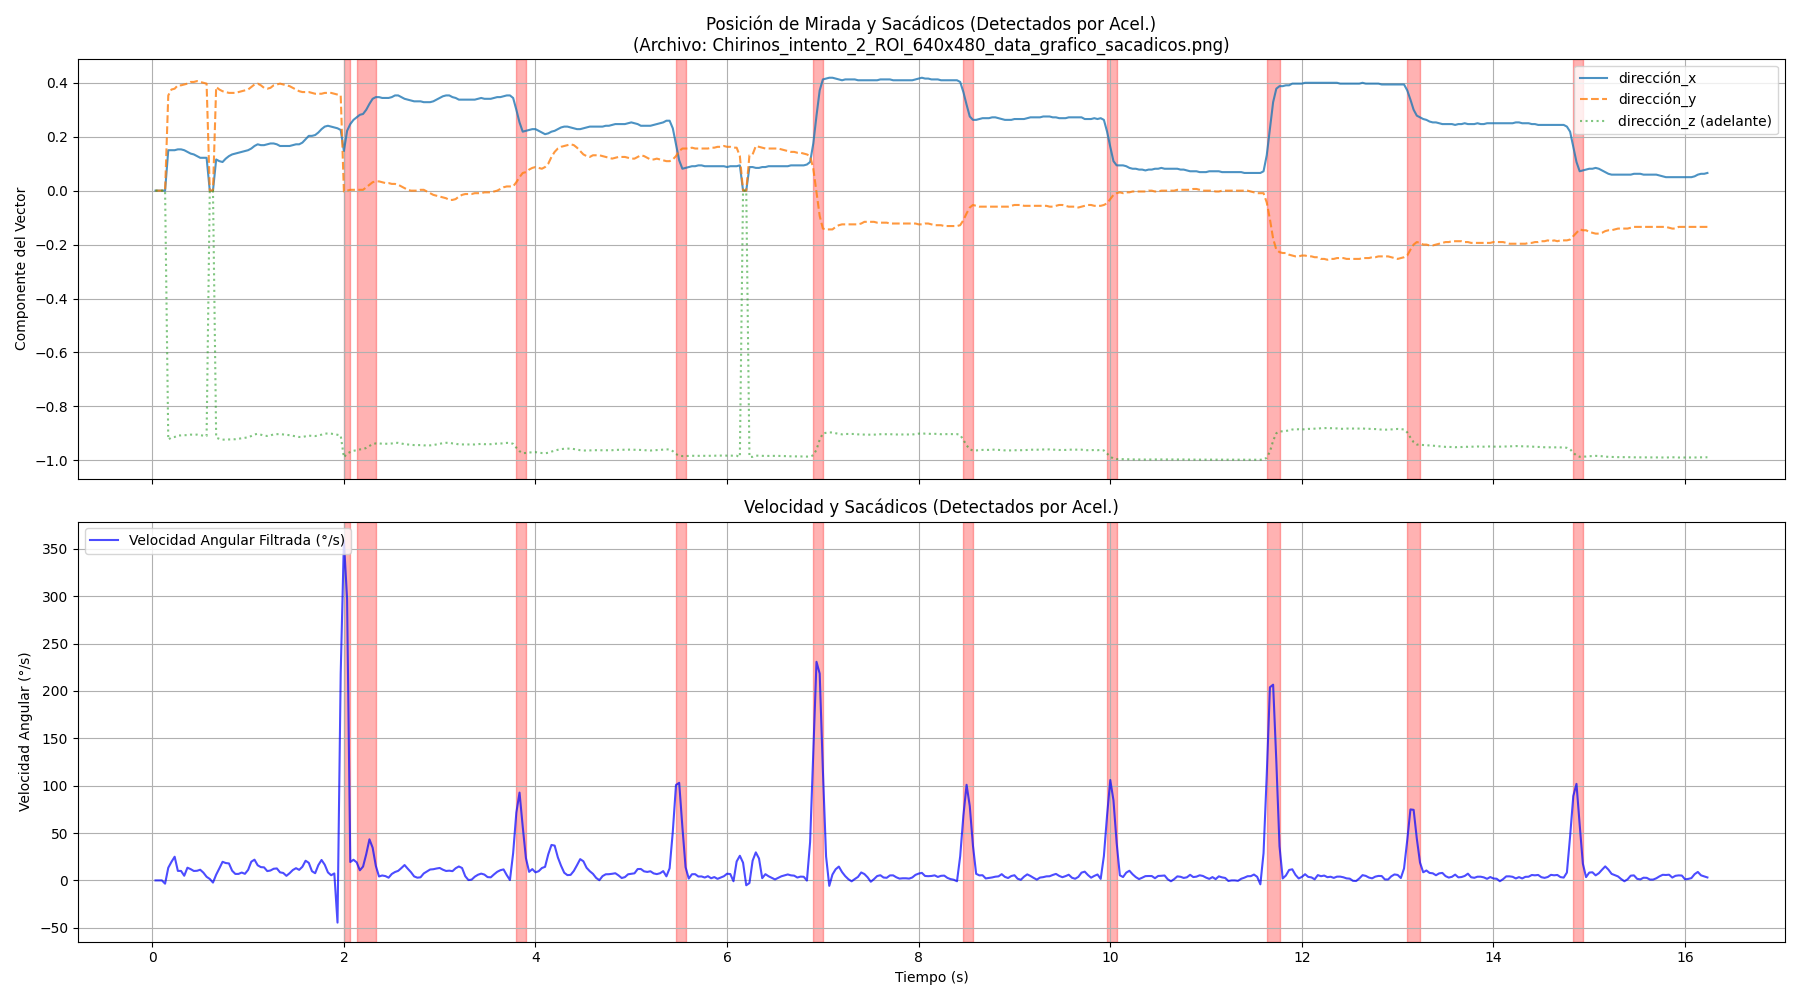 Posición de Mirada y Sacádicos (Detectados por Acel.)
(Archivo: Chirinos_intento_2_ROI_640x480_data_grafico_sacadicos.png)
Componente del Vector
0.4
0.2
0.0
−0.2
−0.4
−0.6
−0.8
−1.0
dirección_x
dirección_y
dirección_z (adelante)
Velocidad y Sacádicos (Detectados por Acel.)
Velocidad Angular (°/s)
350
300
250
200
150
100
50
0
−50
Velocidad Angular Filtrada (°/s)
0 2 4 6 8 10 12 14 16
Tiempo (s)